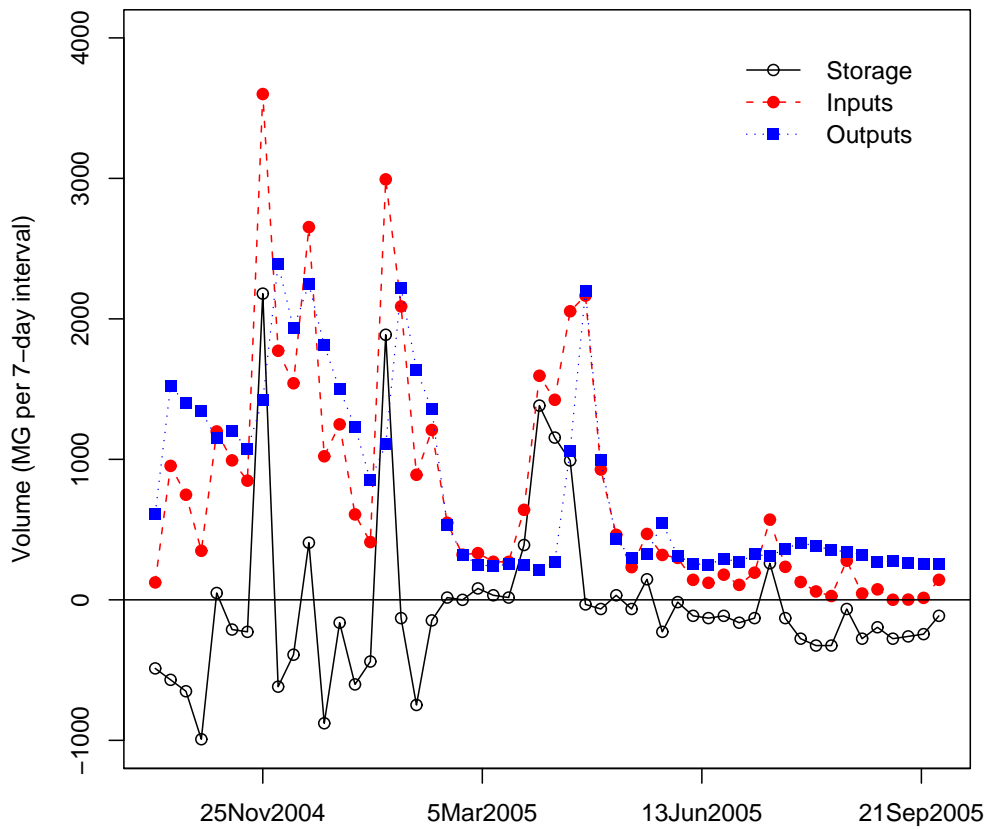 4000
3000
2000
1000
0
−1000
Volume (MG per 7−day interval)
Storage
Inputs
Outputs
25Nov2004
5Mar2005
13Jun2005
21Sep2005